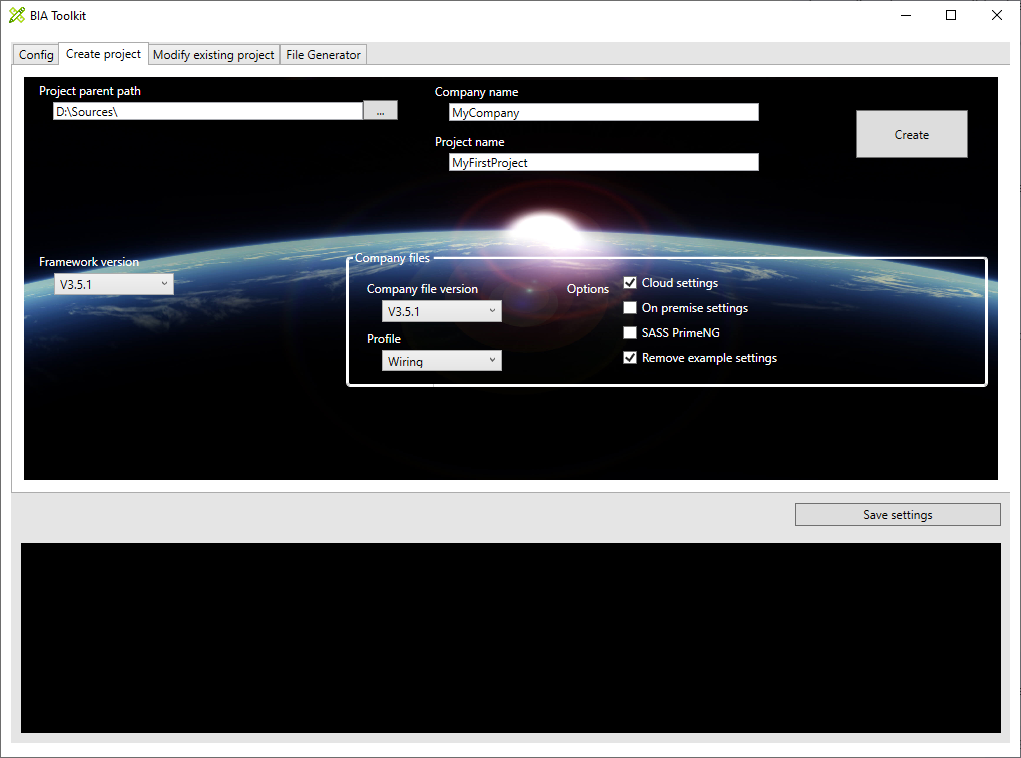 BIA Toolkit
Config
Create project
Modify existing project
File Generator
Project parent path
D:\Sources\
...
Company name
MyCompany
Project name
MyFirstProject
Create
Framework version
V3.5.1
Company files
Company file version
V3.5.1
Profile
Wiring
Options
Cloud settings
On premise settings
SASS PrimeNG
Remove example settings
Save settings